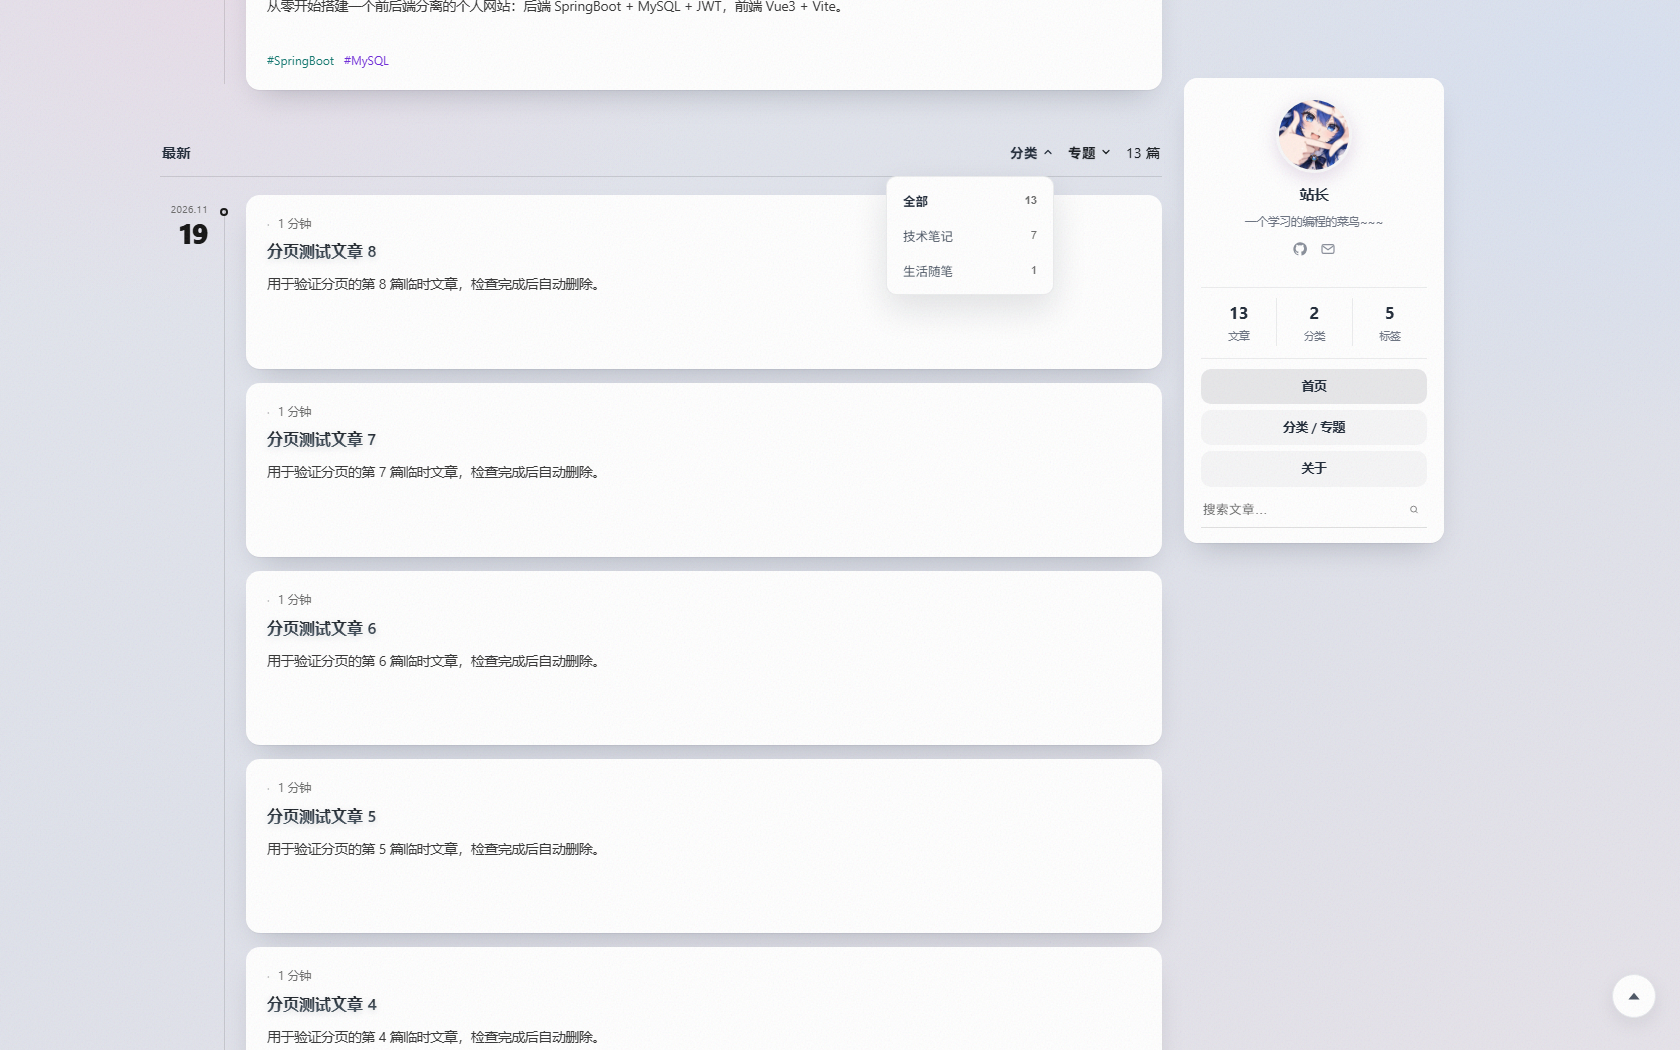 从零开始搭建一个前后端分离的个人网站：后端 SpringBoot + MySQL + JWT，前端 Vue3 + Vite。
#SpringBoot #MySQL
最新
分类 专题 13 篇
全部 13
技术笔记 7
生活随笔 1
2026.11
19
· 1 分钟
分页测试文章 8
用于验证分页的第 8 篇临时文章，检查完成后自动删除。
· 1 分钟
分页测试文章 7
用于验证分页的第 7 篇临时文章，检查完成后自动删除。
· 1 分钟
分页测试文章 6
用于验证分页的第 6 篇临时文章，检查完成后自动删除。
· 1 分钟
分页测试文章 5
用于验证分页的第 5 篇临时文章，检查完成后自动删除。
· 1 分钟
分页测试文章 4
用于验证分页的第 4 篇临时文章，检查完成后自动删除。
站长
一个学习的编程的菜鸟~~~
13 2 5
文章 分类 标签
首页
分类 / 专题
关于
搜索文章...